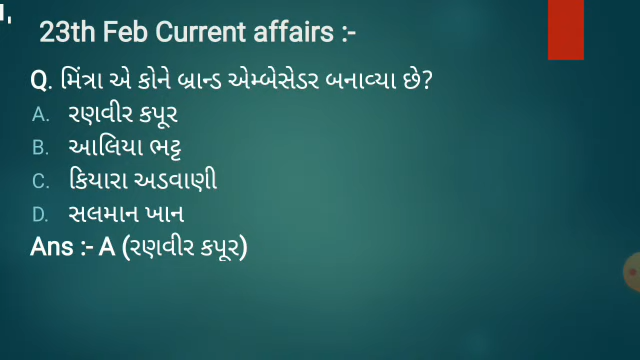 23th Feb Current affairs :-
Q. મિંત્રા એ કોને બ્રાન્ડ એમ્બેસેડર બનાવ્યા છે?
A. રણવીર કપૂર
B. આલિયા ભટ્ટ
C. કિયારા અડવાણી
D. સલમાન ખાન
Ans :- A (રણવીર કપૂર)